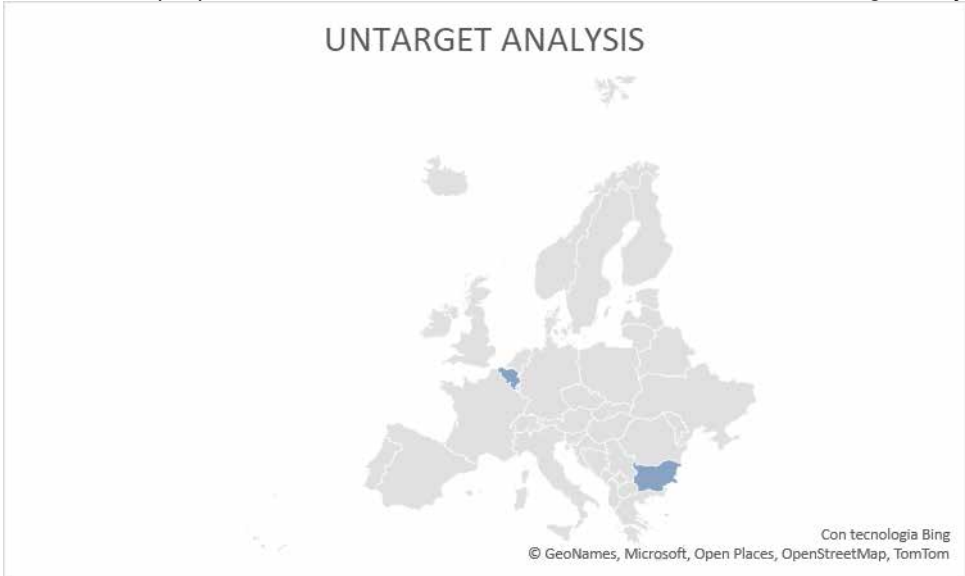 UNTARGET ANALYSIS
Con tecnologia Bing
© GeoNames, Microsoft, Open Places, OpenStreetMap, TomTom